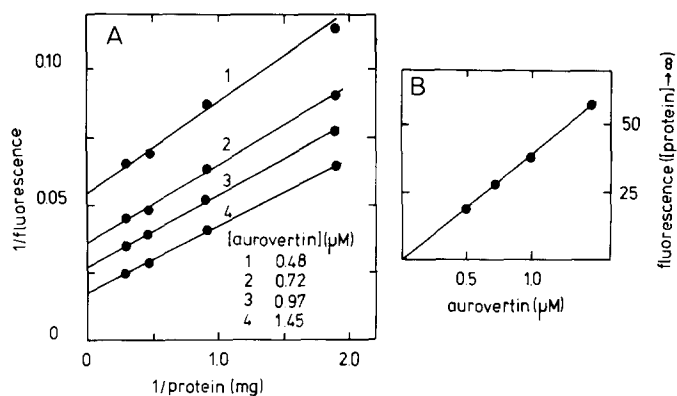 A
0.10
0.05
0
1/fluorescence
1
2
3
4
[aurovertin](µM)
1 0.48
2 0.72
3 0.97
4 1.45
0 1.0 2.0
1/protein (mg)
B
50
25
0.5 1.0
aurovertin (µM)
fluorescence ([protein]→∞)